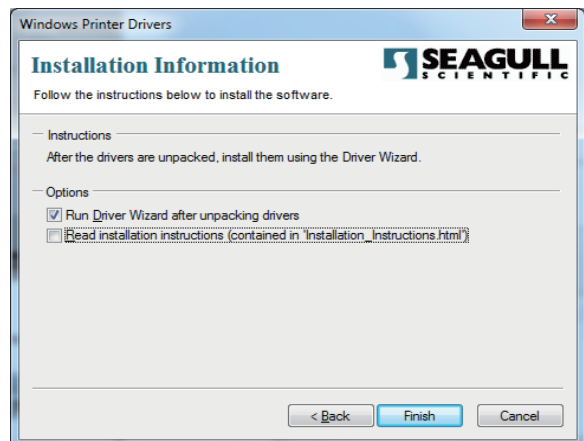 Windows Printer Drivers
Installation Information
SEAGULL
SCIENTIFIC
Follow the instructions below to install the software.
Instructions
After the drivers are unpacked, install them using the Driver Wizard.
Options
Run Driver Wizard after unpacking drivers
Read installation instructions (contained in 'Installation_Instructions.html')
< Back
Finish
Cancel